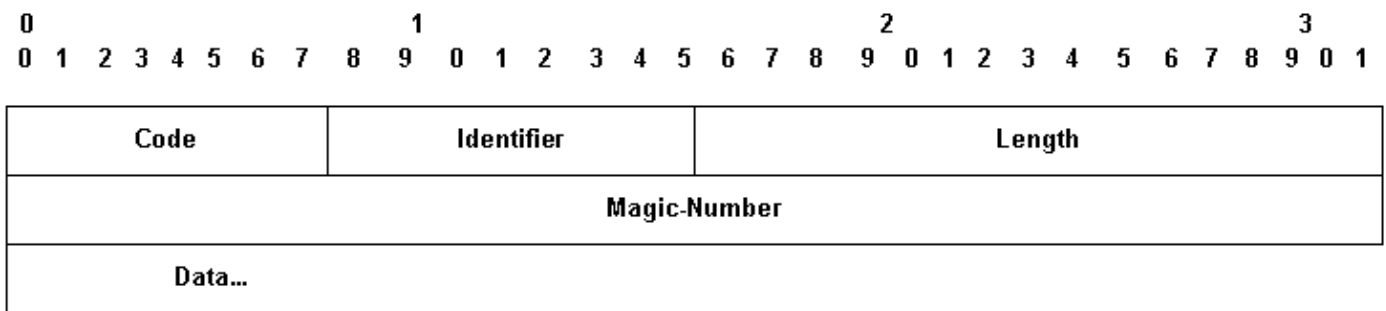 0 1 2 3
0 1 2 3 4 5 6 7 8 9 0 1 2 3 4 5 6 7 8 9 0 1 2 3 4 5 6 7 8 9 0 1
Code Identifier Length
Magic-Number
Data...